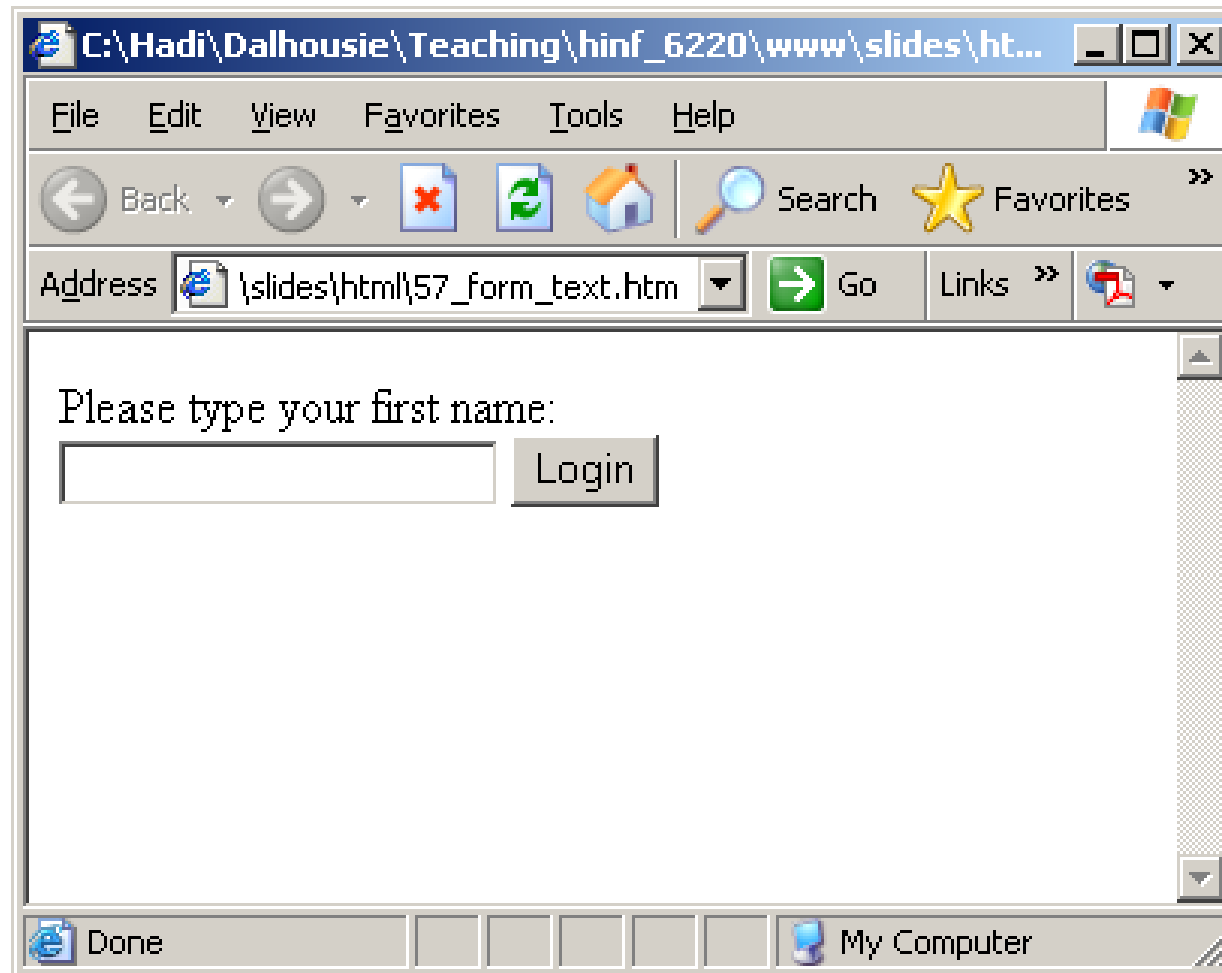 C:\Hadi\Dalhousie\Teaching\hinf_6220\www\slides\ht...
File Edit View Favorites Tools Help
Back Search Favorites »
Address \slides\html\57_form_text.htm Go Links »
Please type your first name:
Login
Done My Computer